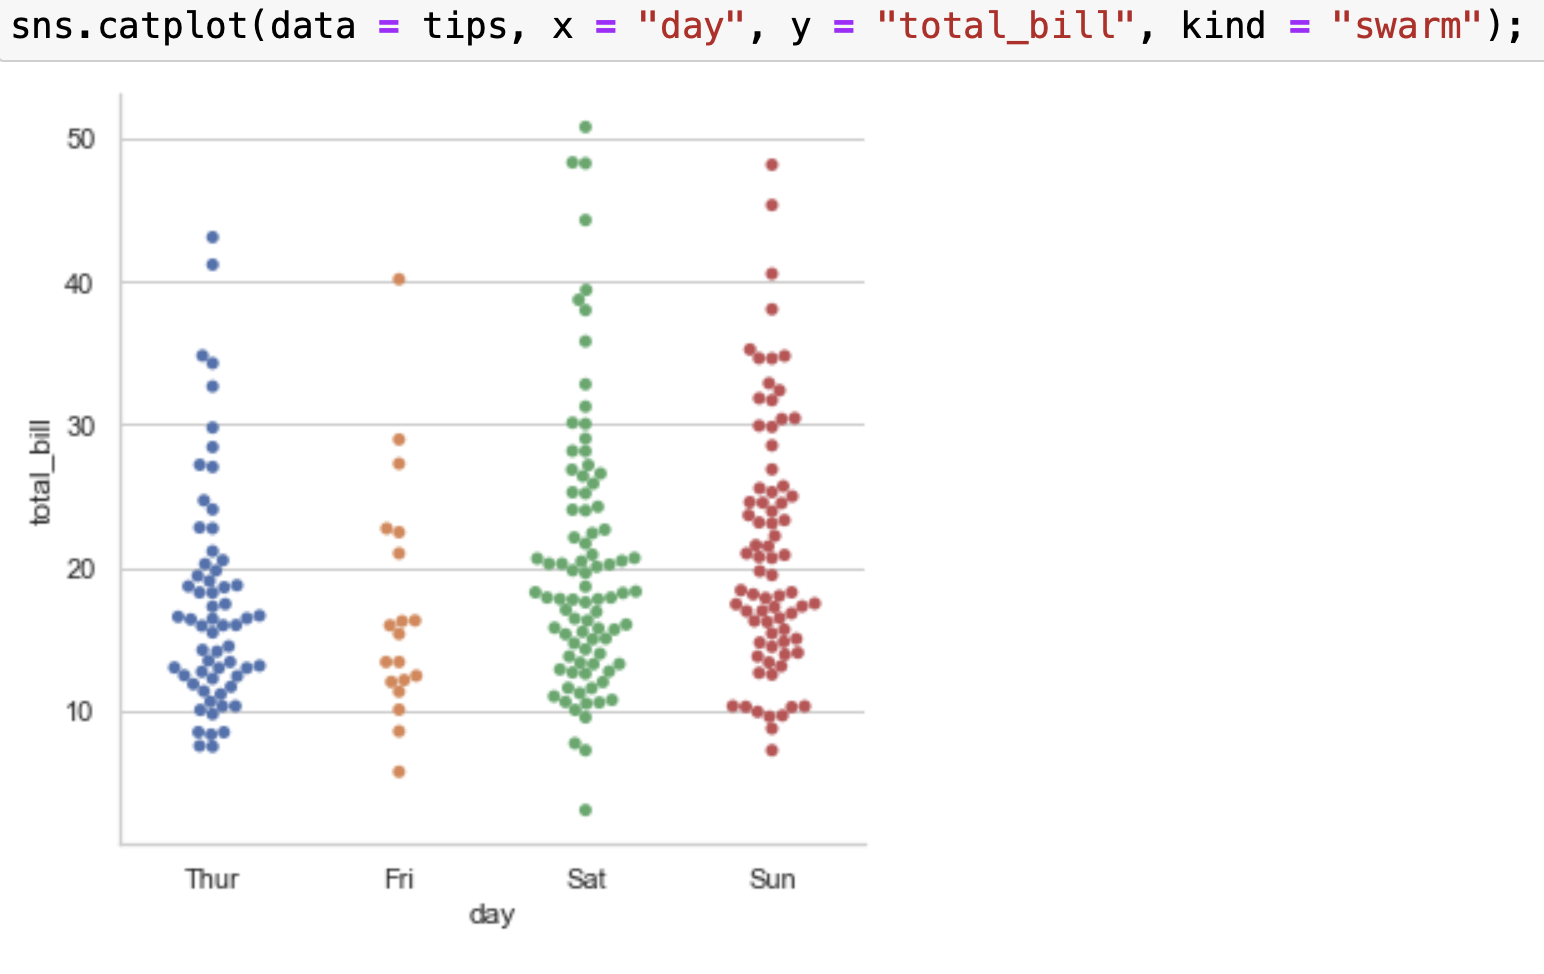 sns.catplot(data = tips, x = "day", y = "total_bill", kind = "swarm");
50
40
30
20
10
total_bill
Thur Fri Sat Sun
day